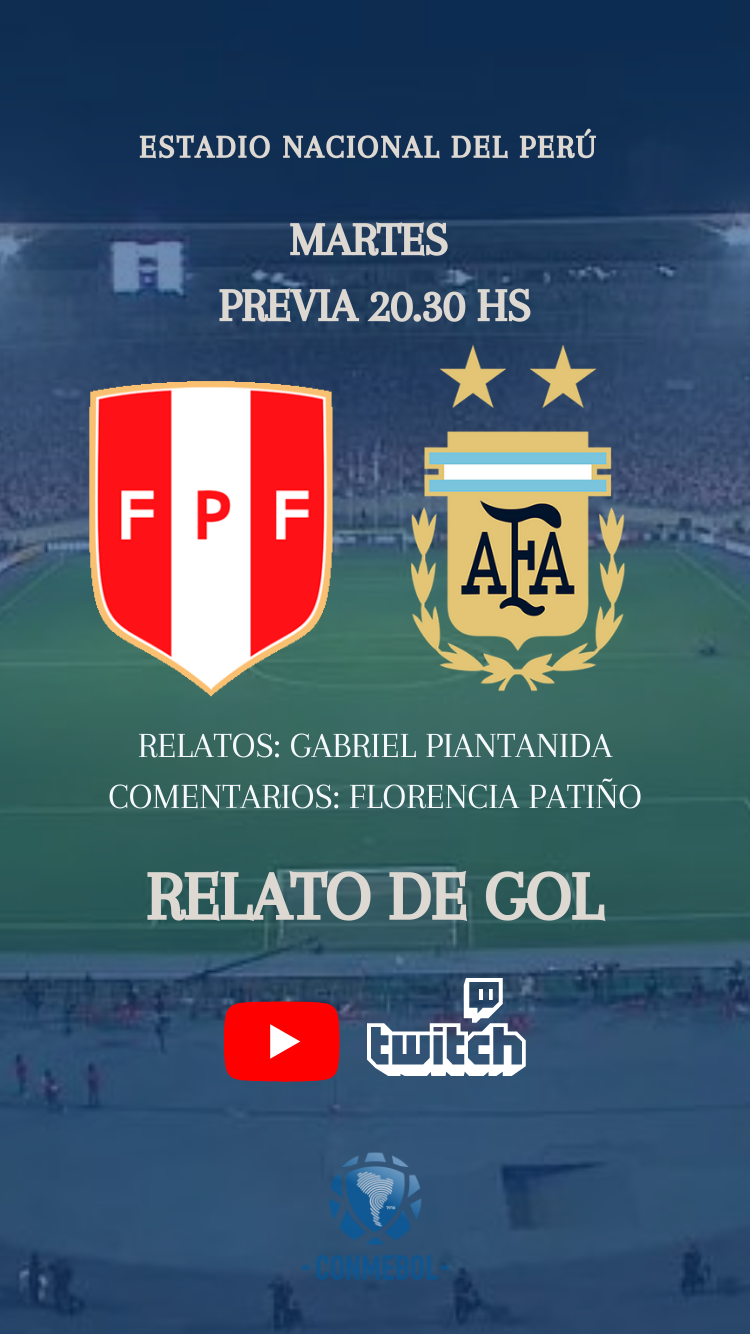 ESTADIO NACIONAL DEL PERÚ
MARTES
PREVIA 20.30 HS
F P F
AFA
RELATOS: GABRIEL PIANTANIDA
COMENTARIOS: FLORENCIA PATIÑO
RELATO DE GOL
twitch
CONMEBOL